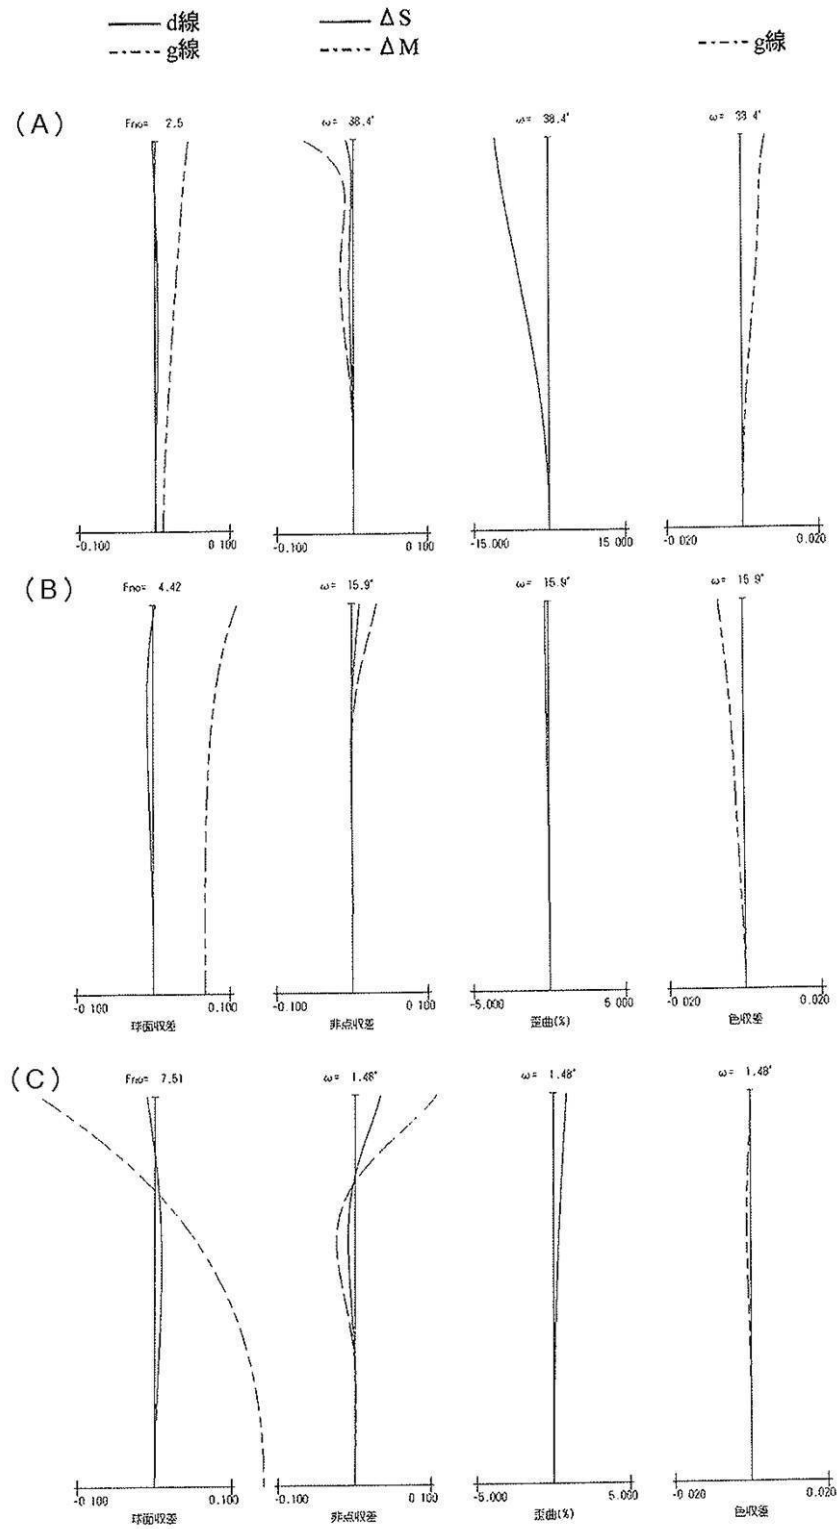 d線 ΔS
g線 ΔM g線
(A)
Fno= 2.5 ω= 38.4° ω= 38.4° ω= 38.4°
-0.100 0 100 -0.100 0 100 -15.000 15 000 -0 020 0.020
(B)
Fno= 4.42 ω= 15.9° ω= 15.9° ω= 15 9°
-0 100 0.100 -0 100 0 100 -5.000 5 000 -0 020 0.020
球面収差 非点収差 歪曲(%) 色収差
(C)
Fno= 7.51 ω= 1.48° ω= 1.48° ω= 1.48°
-0 100 0.100 -0 100 0 100 -5.000 5.000 -0.020 0.020
球面収差 非点収差 歪曲(%) 色収差